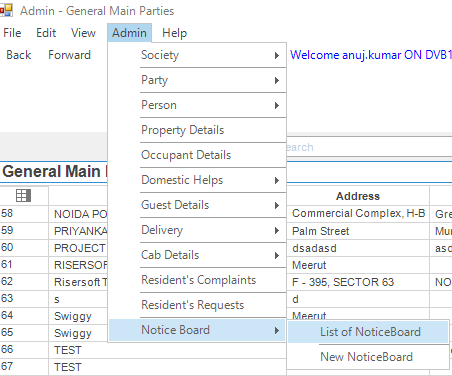 Admin - General Main Parties
File Edit View Admin Help
Back Forward Welcome anuj.kumar ON DVB1
Society
Party
Person
Property Details
Occupant Details
Domestic Helps
Guest Details
Delivery
Cab Details
Resident's Complaints
Resident's Requests
Notice Board
List of NoticeBoard
New NoticeBoard
Search
General Main
Address
58 NOIDA PO Commercial Complex, H-B Gre
59 PRIYANKA Palm Street Mur
60 PROJECT dsadasd asd
61 RISERSOF Meerut
62 Risersoft T F - 395, SECTOR 63 NO
63 s d
64 Swiggy Meerut
65 Swiggy
66 TEST
67 TEST